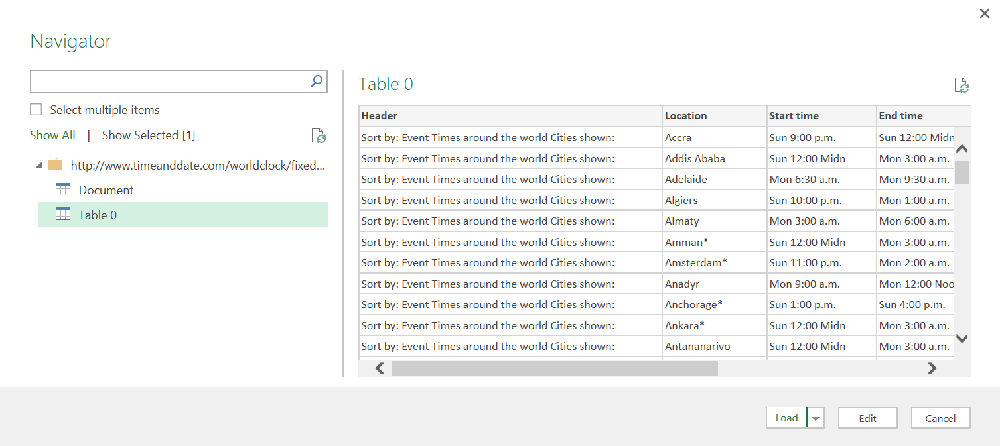 Navigator
Select multiple items
Show All | Show Selected [1]
http://www.timeanddate.com/worldclock/fixed...
Document
Table 0
Table 0
Header Location Start time End time
Sort by: Event Times around the world Cities shown: Accra Sun 9:00 p.m. Sun 12:00 Midn
Sort by: Event Times around the world Cities shown: Addis Ababa Sun 12:00 Midn Mon 3:00 a.m.
Sort by: Event Times around the world Cities shown: Adelaide Mon 6:30 a.m. Mon 9:30 a.m.
Sort by: Event Times around the world Cities shown: Algiers Sun 10:00 p.m. Mon 1:00 a.m.
Sort by: Event Times around the world Cities shown: Almaty Mon 3:00 a.m. Mon 6:00 a.m.
Sort by: Event Times around the world Cities shown: Amman* Sun 12:00 Midn Mon 3:00 a.m.
Sort by: Event Times around the world Cities shown: Amsterdam* Sun 11:00 p.m. Mon 2:00 a.m.
Sort by: Event Times around the world Cities shown: Anadyr Mon 9:00 a.m. Mon 12:00 Noo
Sort by: Event Times around the world Cities shown: Anchorage* Sun 1:00 p.m. Sun 4:00 p.m.
Sort by: Event Times around the world Cities shown: Ankara* Sun 12:00 Midn Mon 3:00 a.m.
Sort by: Event Times around the world Cities shown: Antananarivo Sun 12:00 Midn Mon 3:00 a.m.
Load Edit Cancel